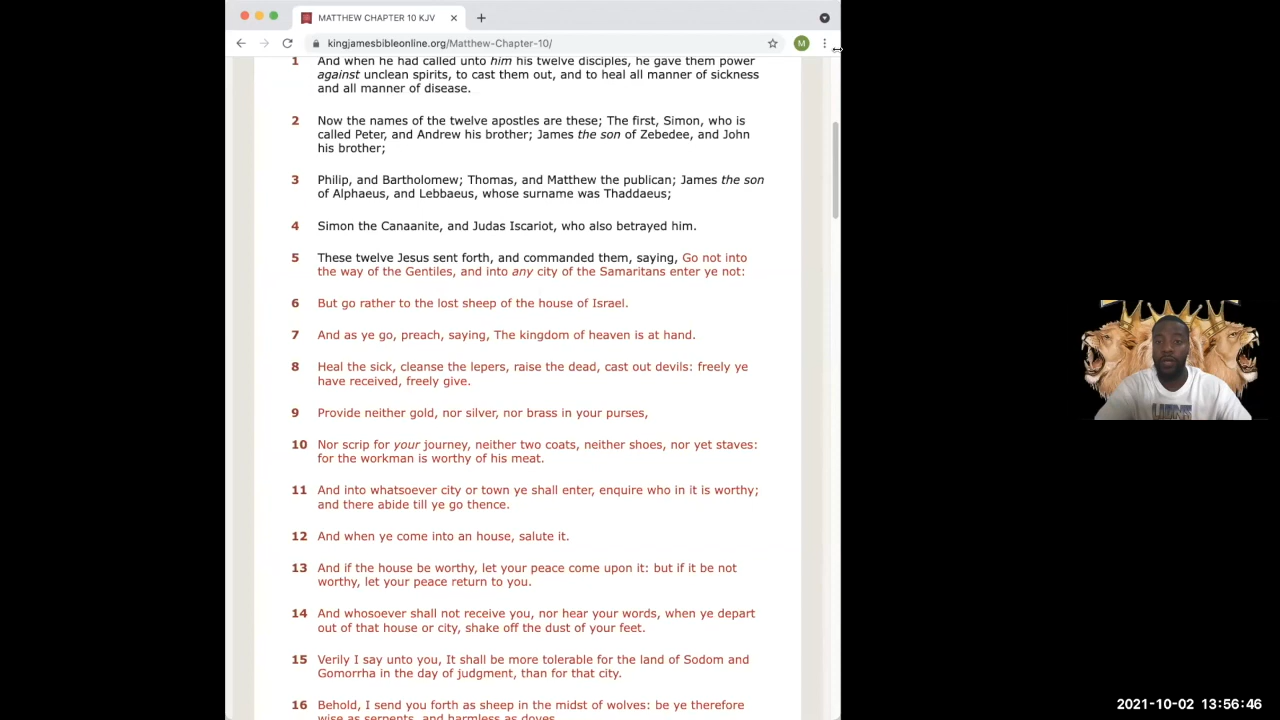 MATTHEW CHAPTER 10 KJV
kingjamesbibleonline.org/Matthew-Chapter-10/
M
1 And when he had called unto him his twelve disciples, he gave them power
against unclean spirits, to cast them out, and to heal all manner of sickness
and all manner of disease.
2 Now the names of the twelve apostles are these; The first, Simon, who is
called Peter, and Andrew his brother; James the son of Zebedee, and John
his brother;
3 Philip, and Bartholomew; Thomas, and Matthew the publican; James the son
of Alphaeus, and Lebbaeus, whose surname was Thaddaeus;
4 Simon the Canaanite, and Judas Iscariot, who also betrayed him.
5 These twelve Jesus sent forth, and commanded them, saying, Go not into
the way of the Gentiles, and into any city of the Samaritans enter ye not:
6 But go rather to the lost sheep of the house of Israel.
7 And as ye go, preach, saying, The kingdom of heaven is at hand.
8 Heal the sick, cleanse the lepers, raise the dead, cast out devils: freely ye
have received, freely give.
9 Provide neither gold, nor silver, nor brass in your purses,
10 Nor scrip for your journey, neither two coats, neither shoes, nor yet staves:
for the workman is worthy of his meat.
11 And into whatsoever city or town ye shall enter, enquire who in it is worthy;
and there abide till ye go thence.
12 And when ye come into an house, salute it.
13 And if the house be worthy, let your peace come upon it: but if it be not
worthy, let your peace return to you.
14 And whosoever shall not receive you, nor hear your words, when ye depart
out of that house or city, shake off the dust of your feet.
15 Verily I say unto you, It shall be more tolerable for the land of Sodom and
Gomorrha in the day of judgment, than for that city.
16 Behold, I send you forth as sheep in the midst of wolves: be ye therefore
wise as serpents, and harmless as doves.
LIONS
2021-10-02 13:56:46